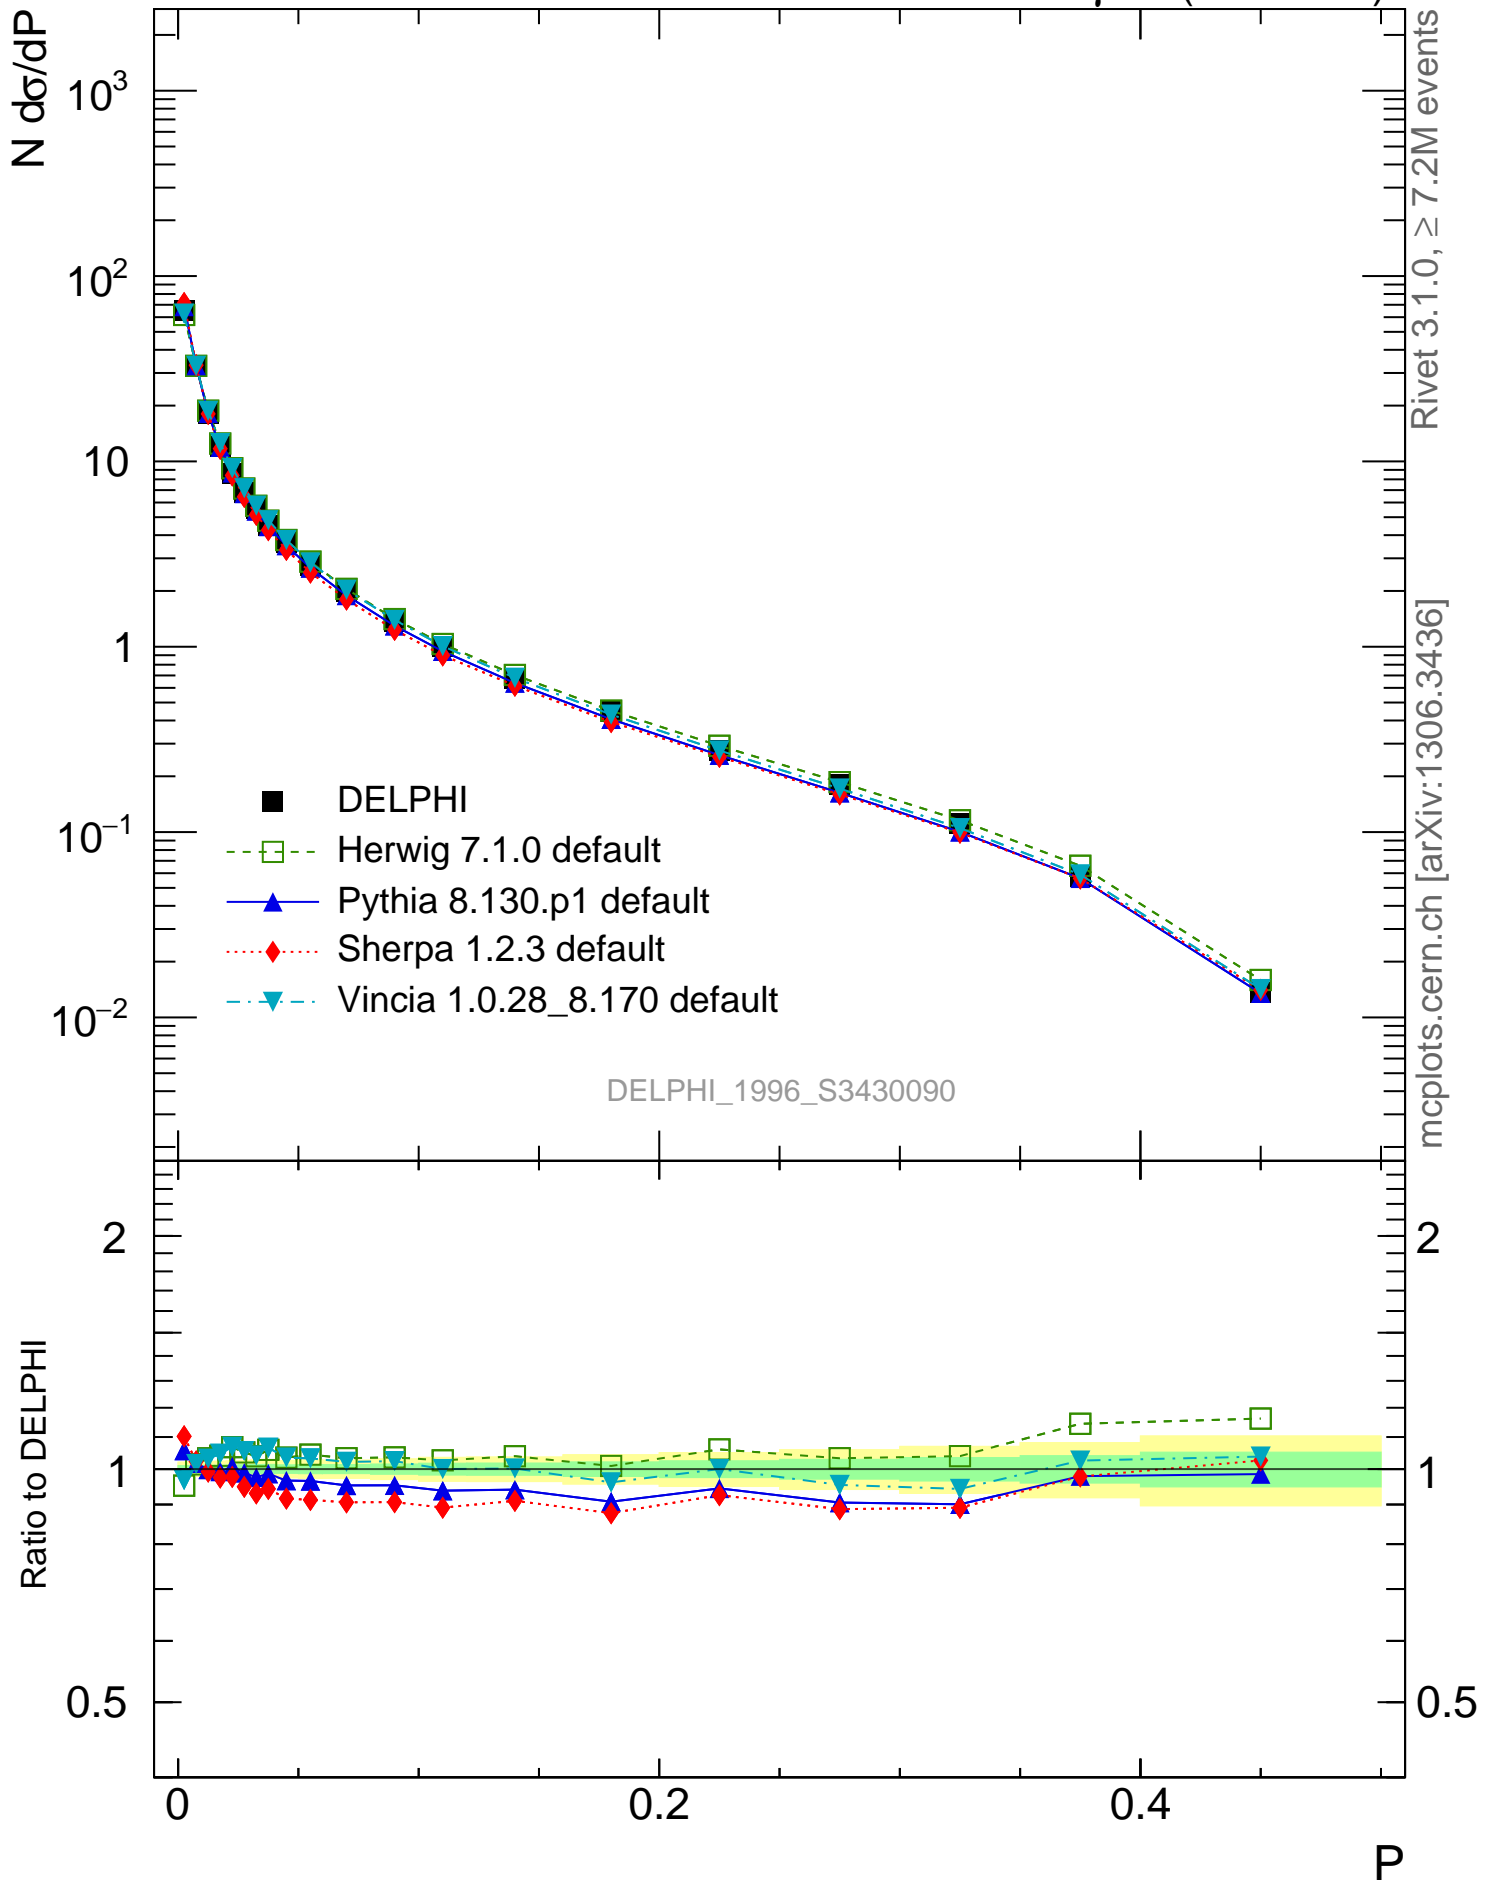 N dσ/dP
10³
10²
10
1
10⁻¹
10⁻²
DELPHI
Herwig 7.1.0 default
Pythia 8.130.p1 default
Sherpa 1.2.3 default
Vincia 1.0.28_8.170 default
DELPHI_1996_S3430090
Rivet 3.1.0, ≥ 7.2M events
mcplots.cern.ch [arXiv:1306.3436]
Ratio to DELPHI
2
1
0.5
2
1
0.5
0
0.2
0.4
P